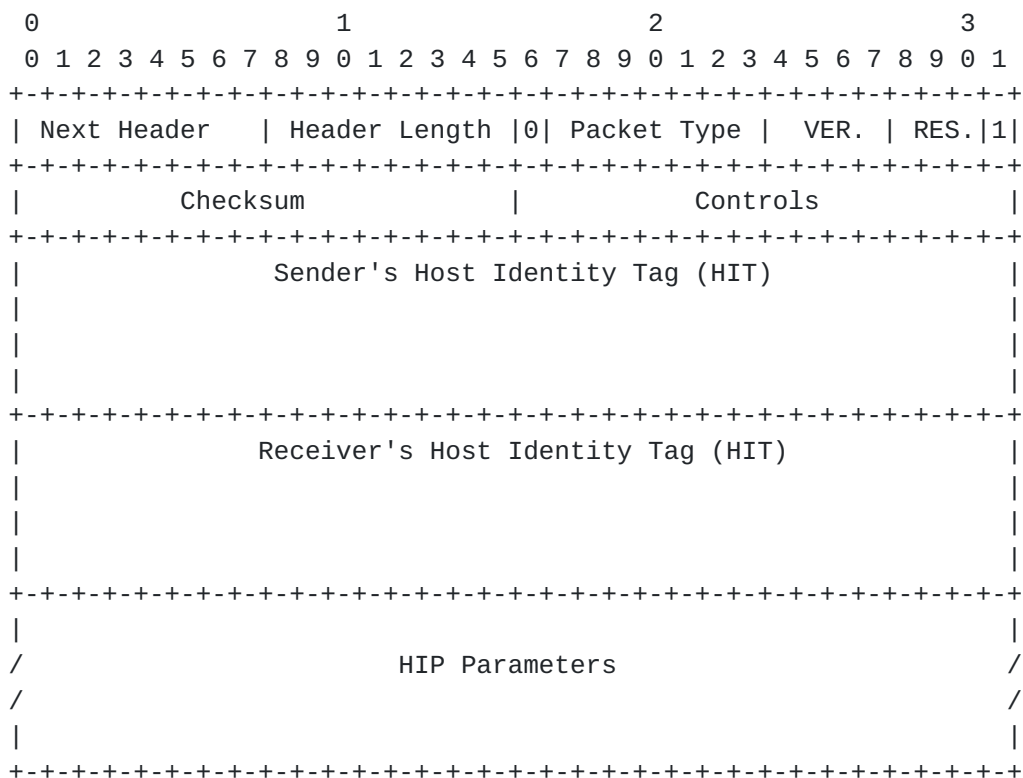 0                   1                   2                   3
 0 1 2 3 4 5 6 7 8 9 0 1 2 3 4 5 6 7 8 9 0 1 2 3 4 5 6 7 8 9 0 1
+-+-+-+-+-+-+-+-+-+-+-+-+-+-+-+-+-+-+-+-+-+-+-+-+-+-+-+-+-+-+-+-+
| Next Header   | Header Length |0| Packet Type |  VER. | RES.|1|
+-+-+-+-+-+-+-+-+-+-+-+-+-+-+-+-+-+-+-+-+-+-+-+-+-+-+-+-+-+-+-+-+
|          Checksum             |           Controls            |
+-+-+-+-+-+-+-+-+-+-+-+-+-+-+-+-+-+-+-+-+-+-+-+-+-+-+-+-+-+-+-+-+
|                Sender's Host Identity Tag (HIT)               |
|                                                               |
|                                                               |
|                                                               |
+-+-+-+-+-+-+-+-+-+-+-+-+-+-+-+-+-+-+-+-+-+-+-+-+-+-+-+-+-+-+-+-+
|               Receiver's Host Identity Tag (HIT)              |
|                                                               |
|                                                               |
|                                                               |
+-+-+-+-+-+-+-+-+-+-+-+-+-+-+-+-+-+-+-+-+-+-+-+-+-+-+-+-+-+-+-+-+
|                                                               |
/                        HIP Parameters                         /
/                                                               /
|                                                               |
+-+-+-+-+-+-+-+-+-+-+-+-+-+-+-+-+-+-+-+-+-+-+-+-+-+-+-+-+-+-+-+-+